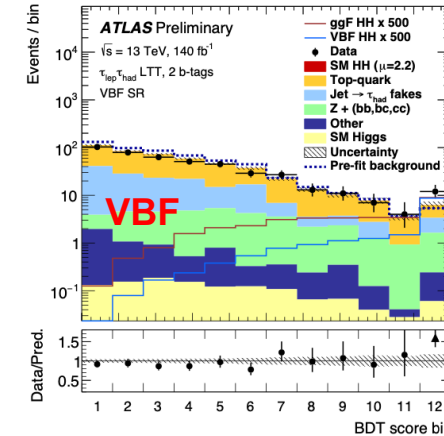 Events / bin
ATLAS Preliminary
√s = 13 TeV, 140 fb⁻¹
τlepτhad LTT, 2 b-tags
VBF SR
ggF HH x 500
VBF HH x 500
Data
SM HH (μ=2.2)
Top-quark
Jet → τhad fakes
Z + (bb,bc,cc)
Other
SM Higgs
Uncertainty
Pre-fit background
10⁴
10³
10²
10
1
10⁻¹
VBF
Data/Pred.
1.5
1
0.5
1 2 3 4 5 6 7 8 9 10 11 12
BDT score bi